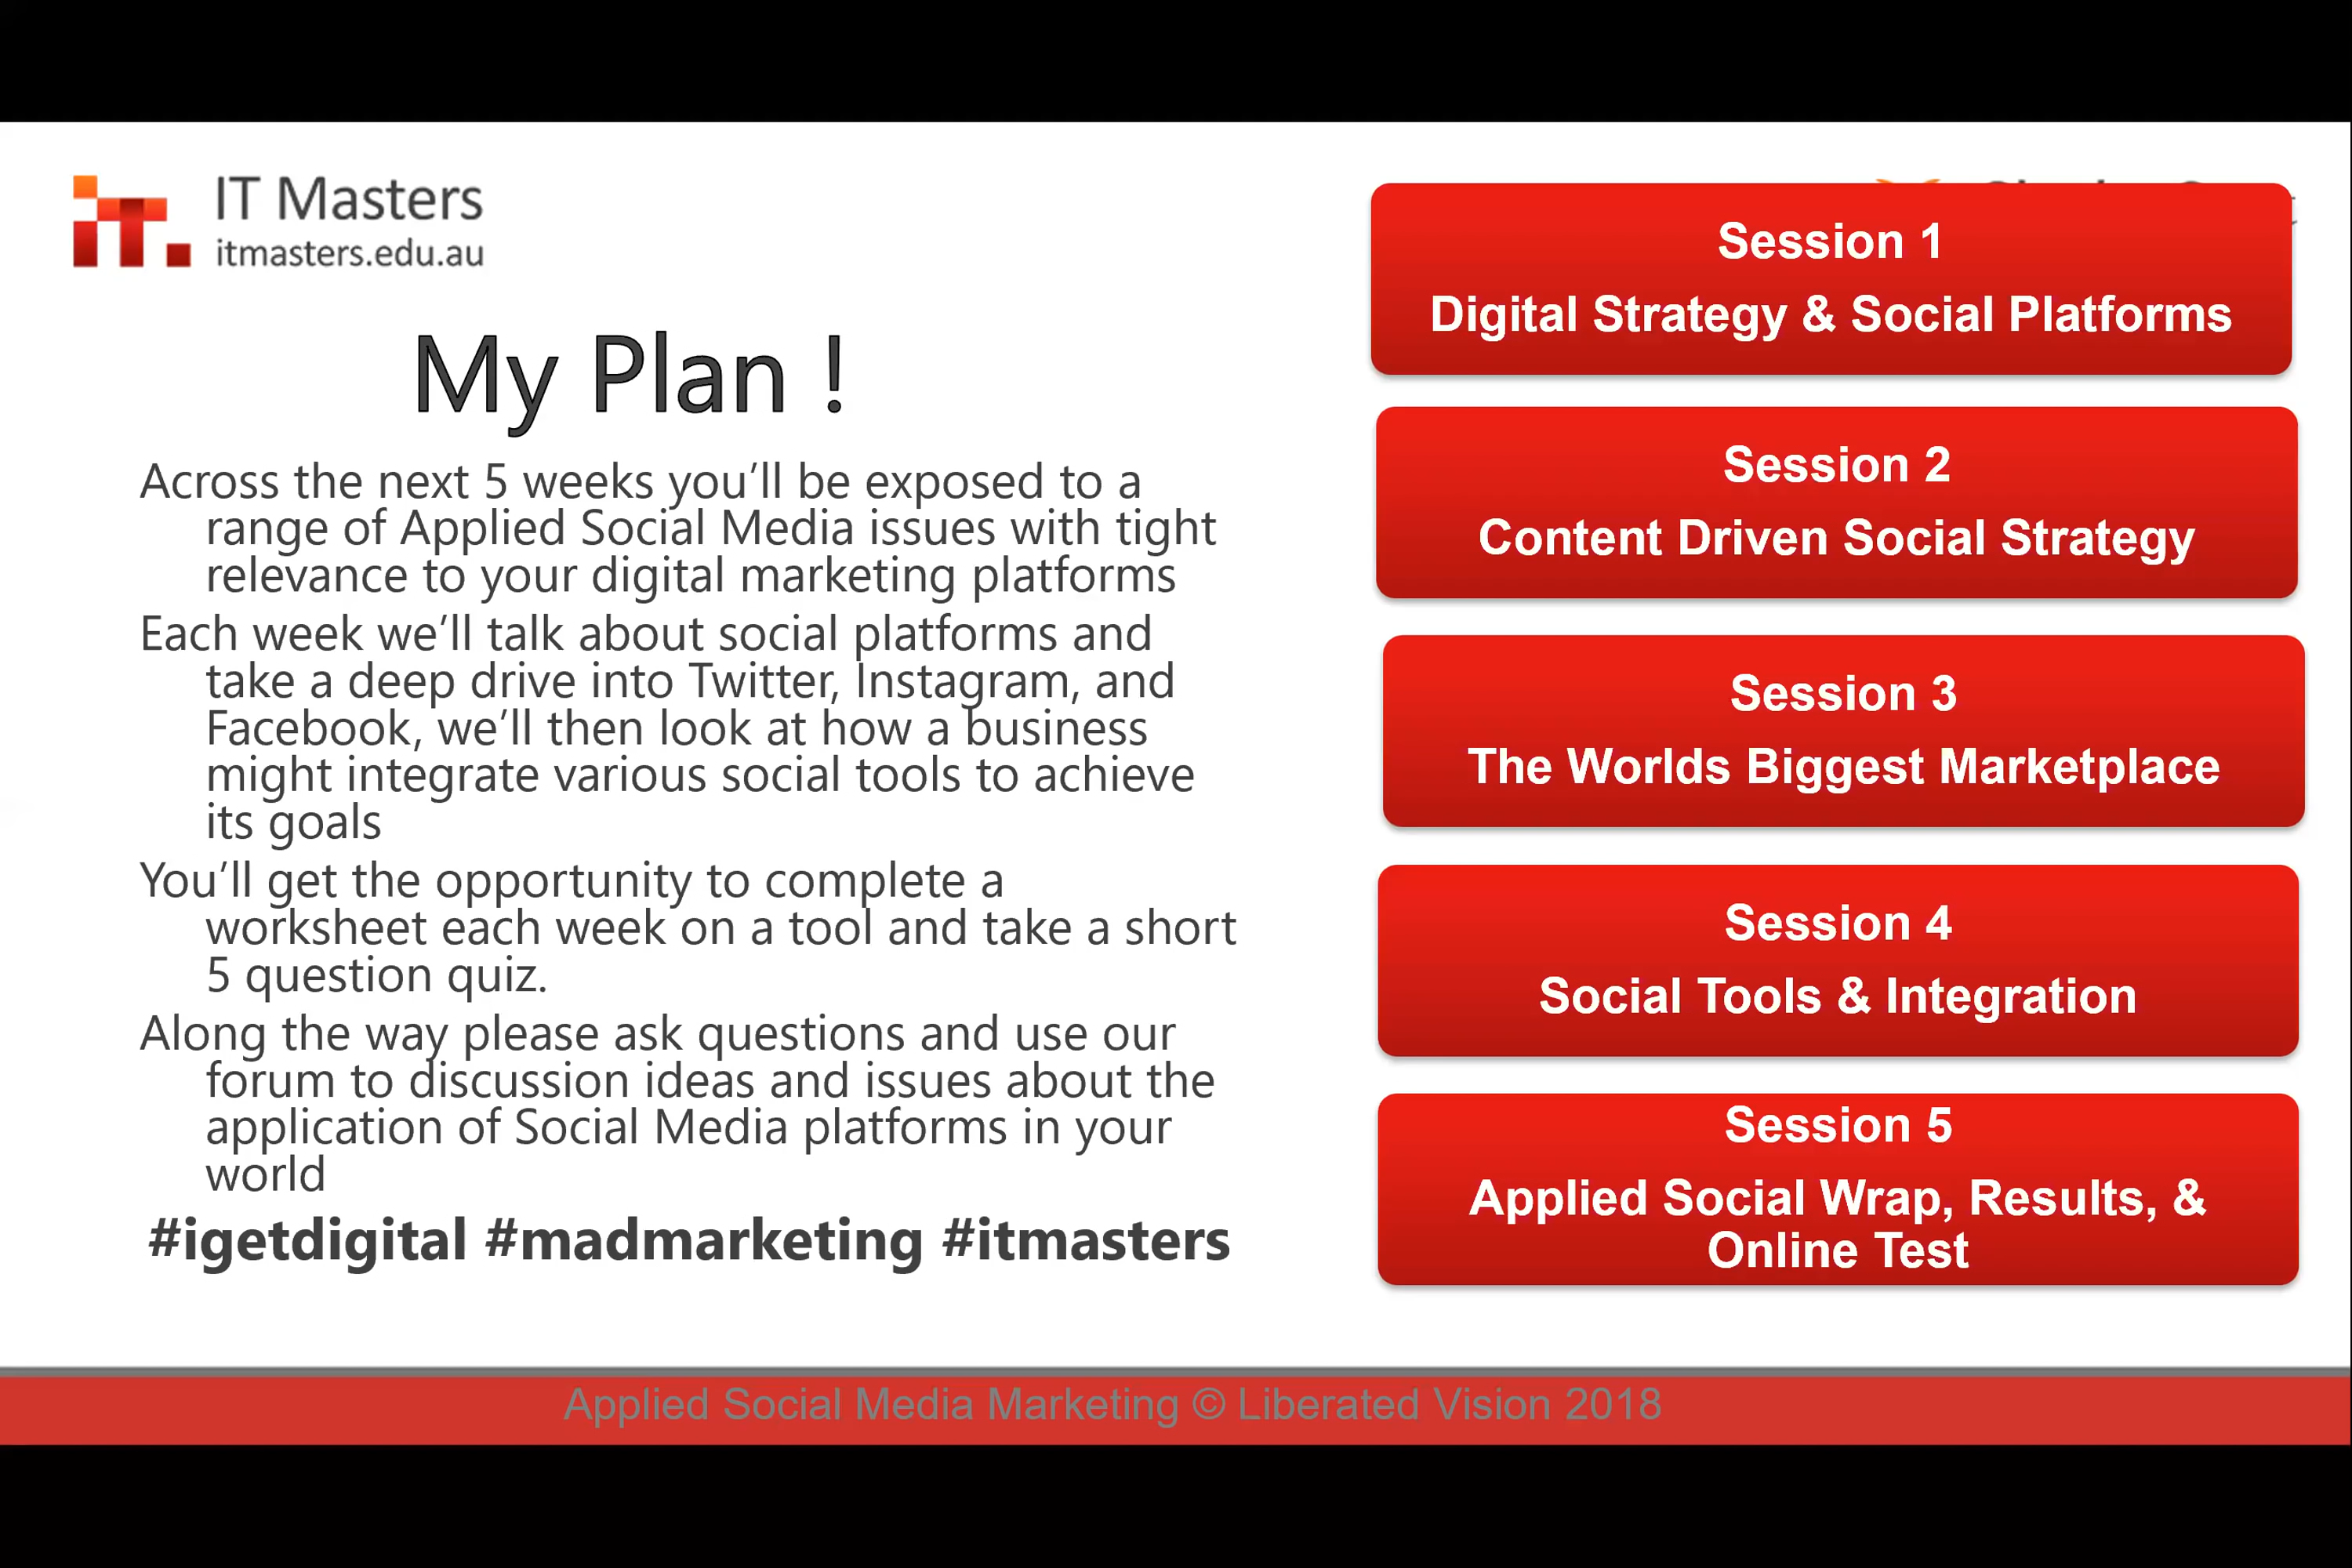 IT Masters
itmasters.edu.au
My Plan !
Across the next 5 weeks you’ll be exposed to a
range of Applied Social Media issues with tight
relevance to your digital marketing platforms
Each week we’ll talk about social platforms and
take a deep drive into Twitter, Instagram, and
Facebook, we’ll then look at how a business
might integrate various social tools to achieve
its goals
You’ll get the opportunity to complete a
worksheet each week on a tool and take a short
5 question quiz.
Along the way please ask questions and use our
forum to discussion ideas and issues about the
application of Social Media platforms in your
world
#igetdigital #madmarketing #itmasters
Session 1
Digital Strategy & Social Platforms
Session 2
Content Driven Social Strategy
Session 3
The Worlds Biggest Marketplace
Session 4
Social Tools & Integration
Session 5
Applied Social Wrap, Results, &
Online Test
Applied Social Media Marketing © Liberated Vision 2018